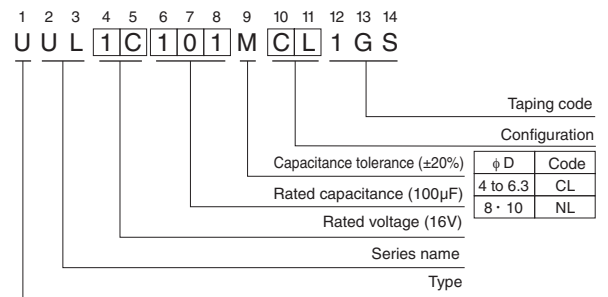 1 2 3 4 5 6 7 8 9 10 11 12 13 14
U U L 1 C 1 0 1 M C L 1 G S
Taping code
Configuration
Capacitance tolerance (±20%)
ϕ D Code
4 to 6.3 CL
8・10 NL
Rated capacitance (100µF)
Rated voltage (16V)
Series name
Type